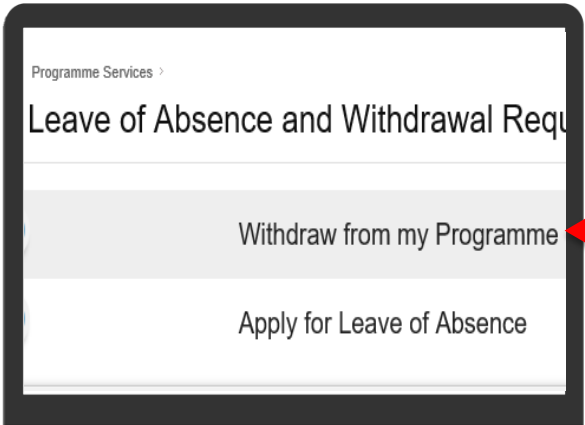 Programme Services >
Leave of Absence and Withdrawal Requ
Withdraw from my Programme
Apply for Leave of Absence